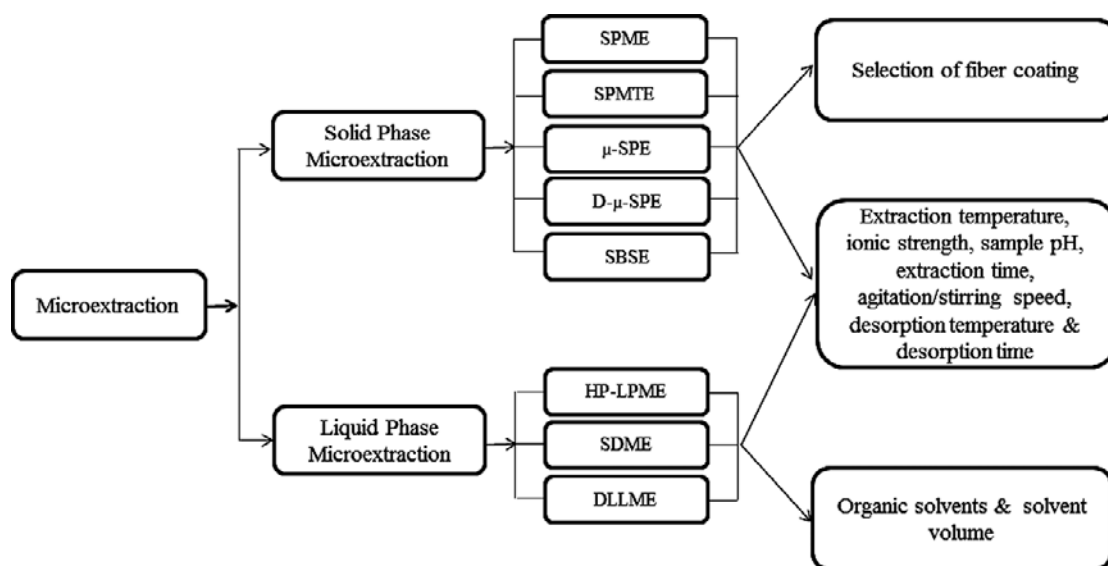 Microextraction
Solid Phase
Microextraction
Liquid Phase
Microextraction
SPME
SPMTE
μ-SPE
D-μ-SPE
SBSE
HP-LPME
SDME
DLLME
Selection of fiber coating
Extraction temperature,
ionic strength, sample pH,
extraction time,
agitation/stirring speed,
desorption temperature &
desorption time
Organic solvents & solvent
volume